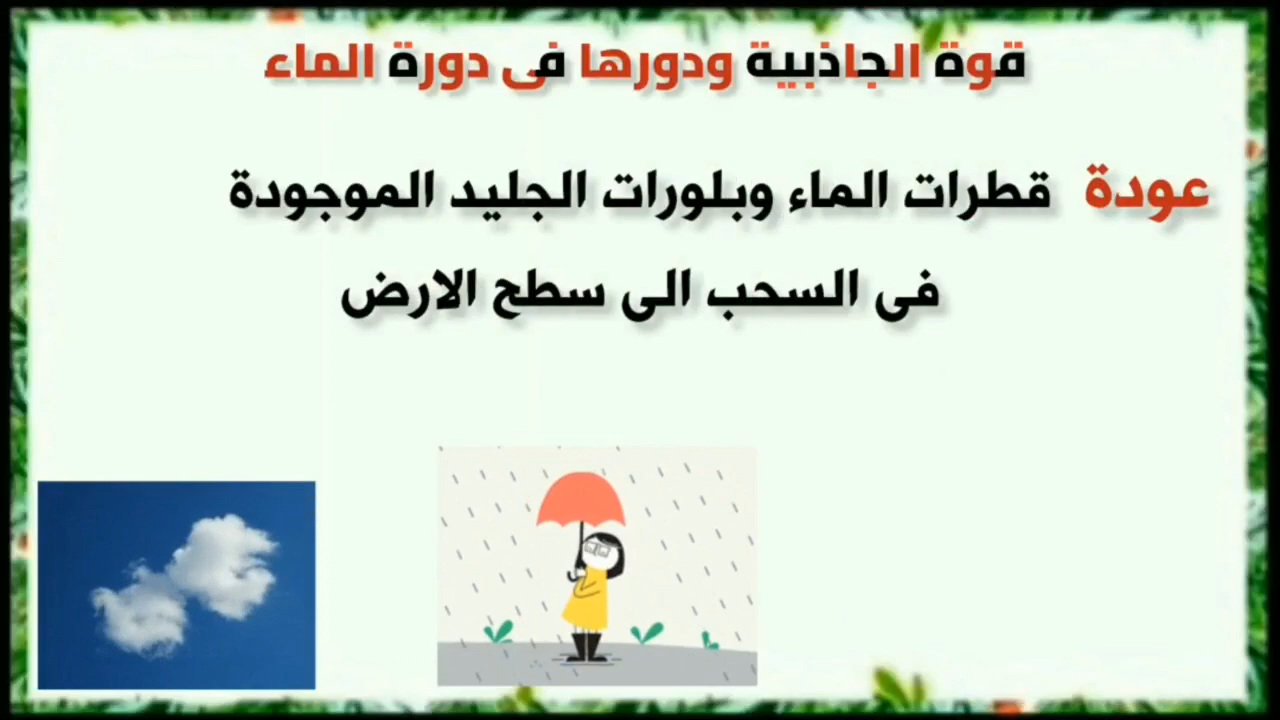 قوة الجاذبية ودورها فى دورة الماء
عودة قطرات الماء وبلورات الجليد الموجودة
فى السحب الى سطح الارض